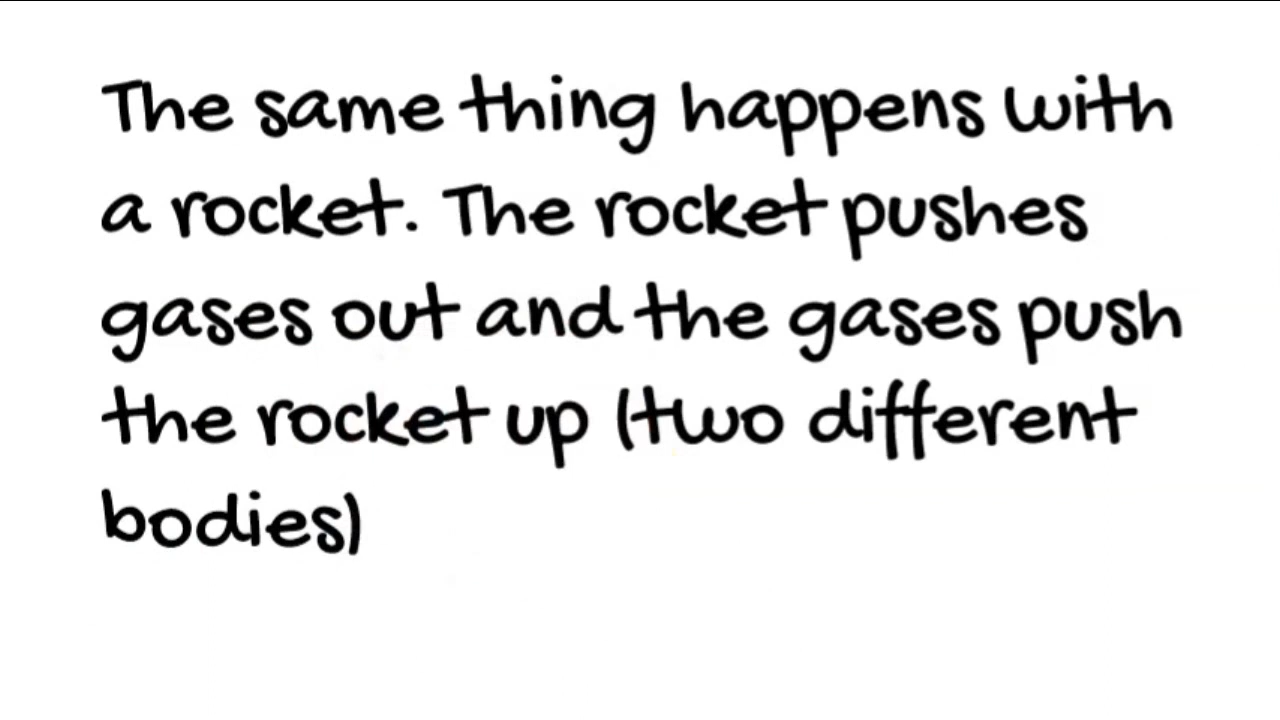 The same thing happens with
a rocket. The rocket pushes
gases out and the gases push
the rocket up (two different
bodies)